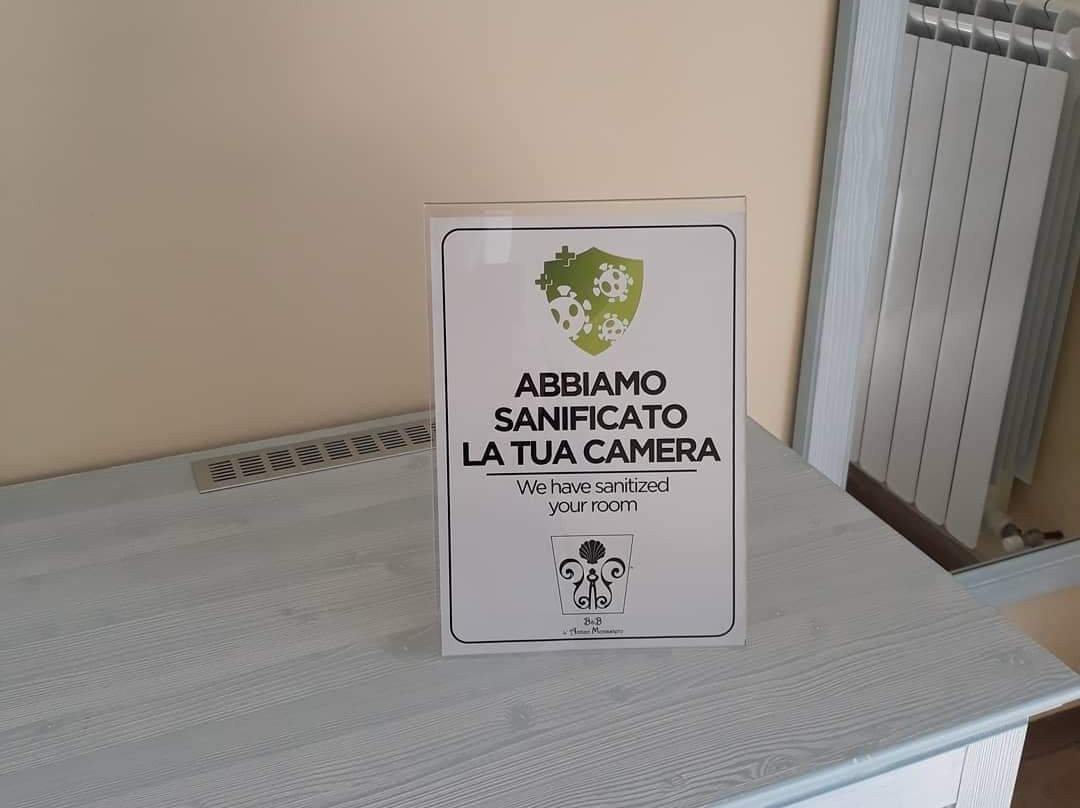 ABBIAMO
SANIFICATO
LA TUA CAMERA
We have sanitized
your room
B&B